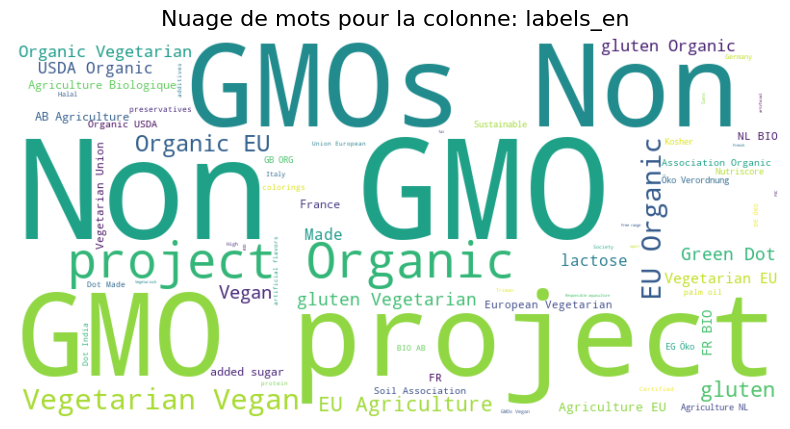 Nuage de mots pour la colonne: labels_en
Organic Vegetarian
USDA Organic
Agriculture Biologique
Halal
preservatives
AB Agriculture
Organic USDA
additives
GMOs
Non
gluten Organic
Germany
Sustainable
Non
GMO
Organic EU
Union European
GB ORG
Italy
colorings
France
Made
Vegetarian Union
NL BIO
Kosher
Association Organic
Nutriscore
Öko Verordnung
EU Organic
project
Organic
lactose
Green Dot
Vegetarian EU
palm oil
High
artificial flavors
Society
Dot Made
Vegan
gluten Vegetarian
European Vegetarian
GMO
project
Dot India
BIO AB
FR BIO
EG Öko
added sugar
protein
FR
Soil Association
Certified
gluten
Vegetarian Vegan
EU Agriculture
GMOs Vegan
Agriculture EU
Agriculture NL